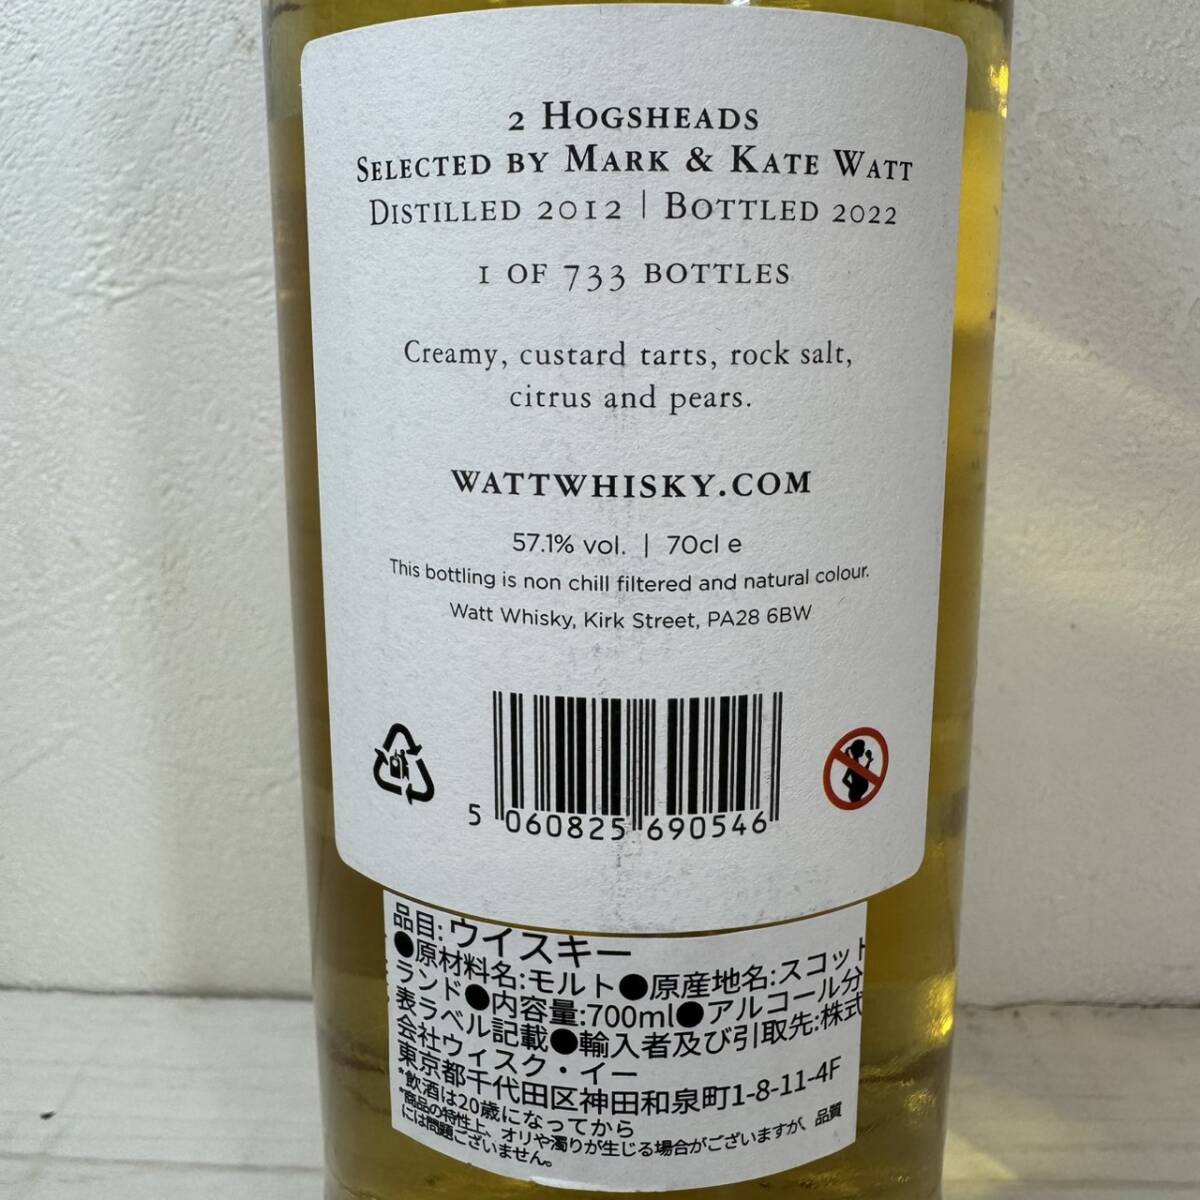 2 Hogsheads
Selected by Mark & Kate Watt
Distilled 2012 | Bottled 2022
1 of 733 bottles
Creamy, custard tarts, rock salt,
citrus and pears.
WATTWHISKY.COM
57.1% vol. | 70cl e
This bottling is non chill filtered and natural colour.
Watt Whisky, Kirk Street, PA28 6BW
5 060825 690546
品目:ウイスキー
●原材料名:モルト●原産地名:スコット
ランド●内容量:700ml●アルコール分
表ラベル記載●輸入者及び引取先:株式
会社ウィスク・イー
東京都千代田区神田和泉町1-8-11-4F
*飲酒は20歳になってから
*商品の特性上、オリや濁りが生じる場合がございますが、品質
には問題ございません。